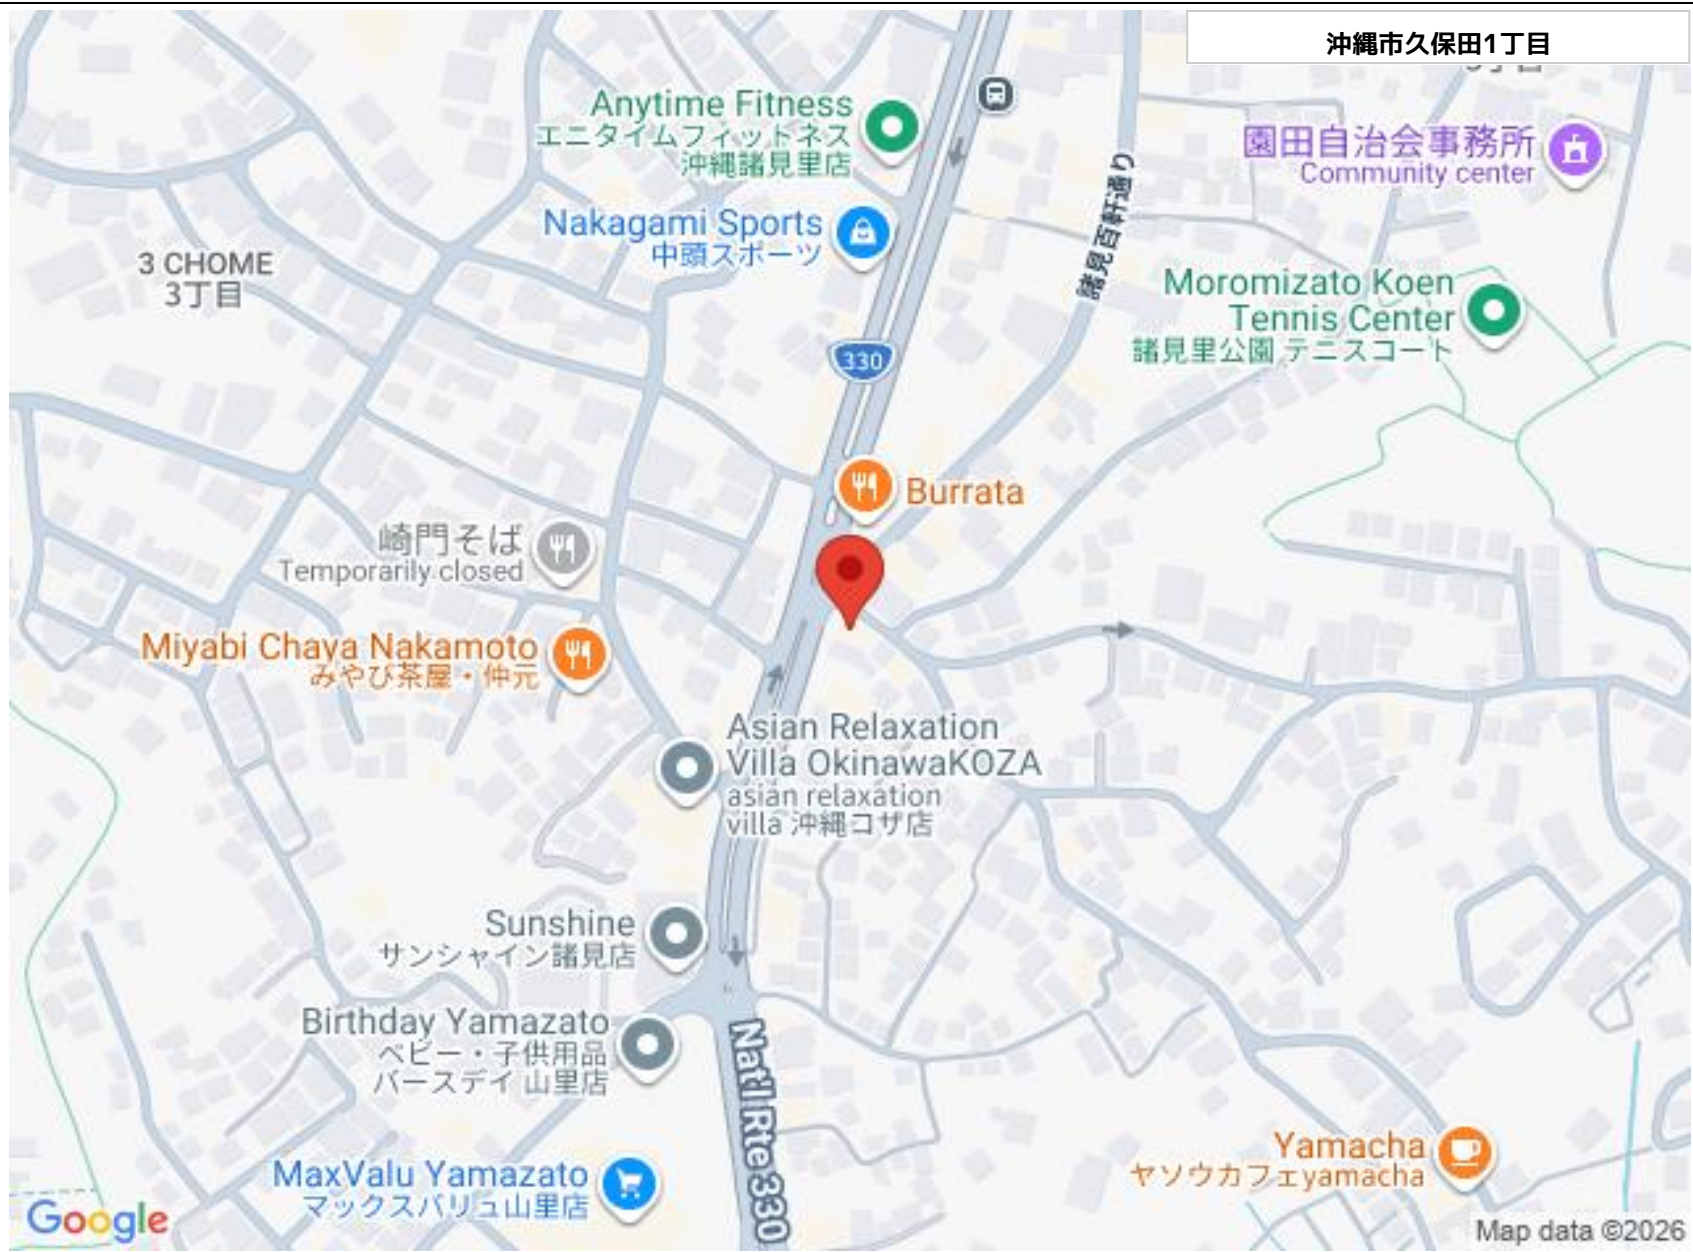 沖縄市久保田1丁目
Anytime Fitness
エニタイムフィットネス
沖縄諸見里店
園田自治会事務所
Community center
諸見百軒通り
Nakagami Sports
中頭スポーツ
3 CHOME
3丁目
Moromizato Koen
Tennis Center
諸見里公園 テニスコート
330
Burrata
崎門そば
Temporarily closed
Miyabi Chaya Nakamoto
みやび茶屋・仲元
Asian Relaxation
Villa OkinawaKOZA
asian relaxation
villa 沖縄コザ店
Sunshine
サンシャイン諸見店
Birthday Yamazato
ベビー・子供用品
バースデイ 山里店
Nat'l Rte 330
MaxValu Yamazato
マックスバリュ山里店
Yamacha
ヤソウカフェyamacha
Google
Map data ©2026